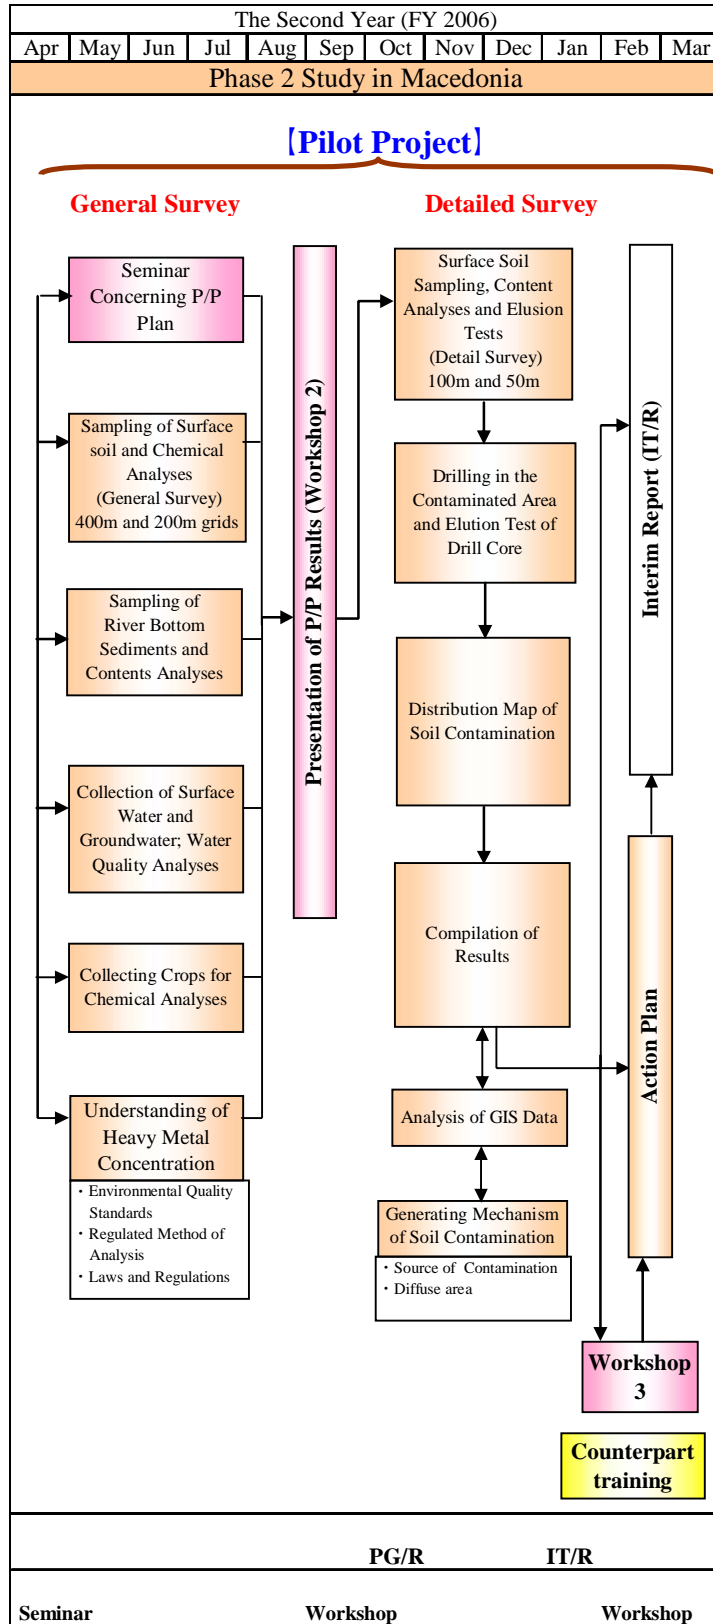 The Second Year (FY 2006)
Apr May Jun Jul Aug Sep Oct Nov Dec Jan Feb Mar
Phase 2 Study in Macedonia
【Pilot Project】
General Survey
Detailed Survey
Seminar
Concerning P/P
Plan
Sampling of Surface
soil and Chemical
Analyses
(General Survey)
400m and 200m grids
Sampling of
River Bottom
Sediments and
Contents Analyses
Collection of Surface
Water and
Groundwater; Water
Quality Analyses
Collecting Crops for
Chemical Analyses
Understanding of
Heavy Metal
Concentration
・Environmental Quality
Standards
・Regulated Method of
Analysis
・Laws and Regulations
Presentation of P/P Results (Workshop 2)
Surface Soil
Sampling, Content
Analyses and Elusion
Tests
(Detail Survey)
100m and 50m
Drilling in the
Contaminated Area
and Elution Test of
Drill Core
Distribution Map of
Soil Contamination
Compilation of
Results
Analysis of GIS Data
Generating Mechanism
of Soil Contamination
・Source of Contamination
・Diffuse area
Interim Report (IT/R)
Action Plan
Workshop
3
Counterpart
training
PG/R IT/R
Seminar Workshop Workshop